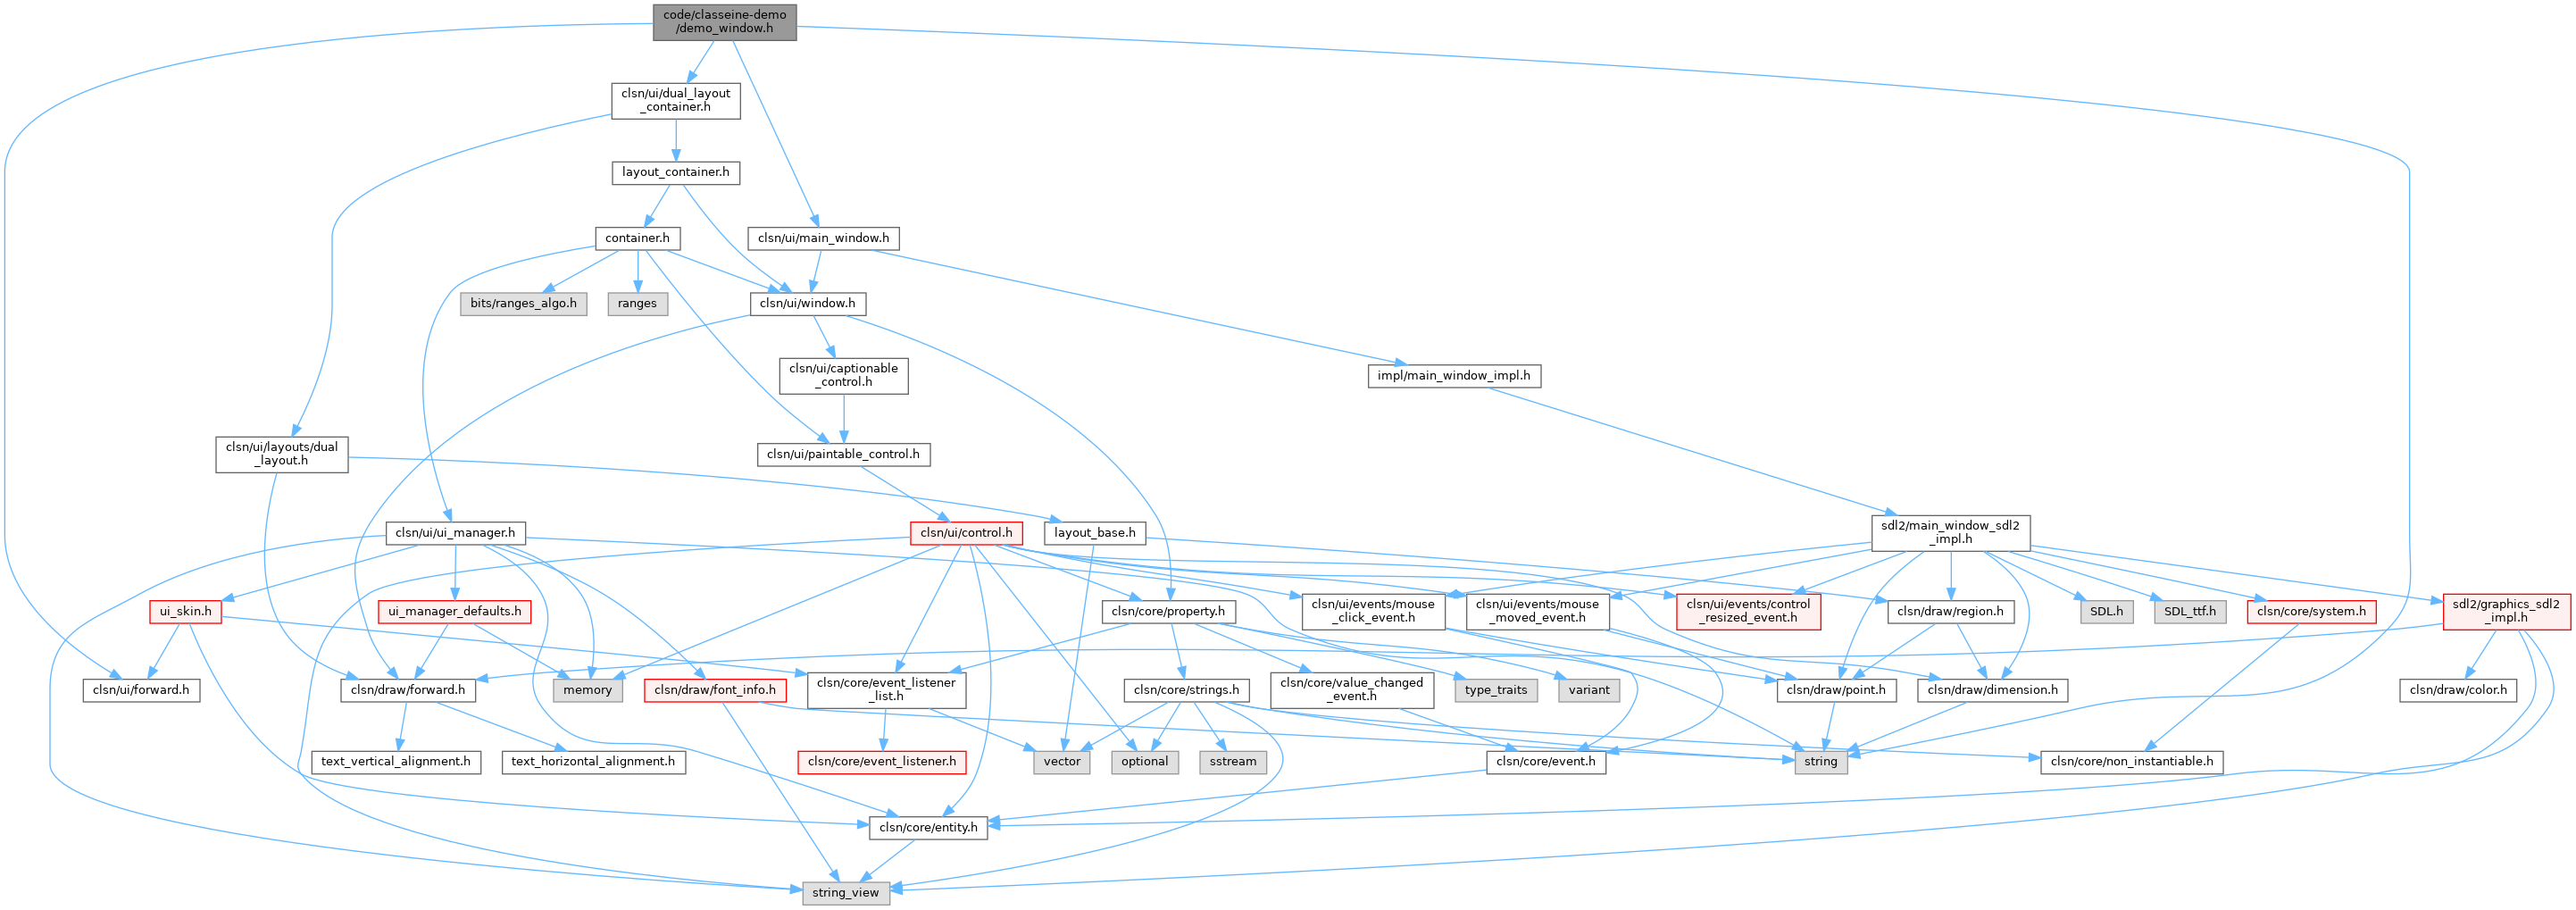 code/classeine-demo
/demo_window.h
clsn/ui/dual_layout
_container.h
layout_container.h
container.h
clsn/ui/main_window.h
bits/ranges_algo.h
ranges
clsn/ui/window.h
clsn/ui/captionable
_control.h
impl/main_window_impl.h
clsn/ui/layouts/dual
_layout.h
clsn/ui/paintable_control.h
clsn/ui/ui_manager.h
clsn/ui/control.h
layout_base.h
sdl2/main_window_sdl2
_impl.h
ui_skin.h
ui_manager_defaults.h
clsn/core/property.h
clsn/ui/events/mouse
_click_event.h
clsn/ui/events/mouse
_moved_event.h
clsn/ui/events/control
_resized_event.h
clsn/draw/region.h
SDL.h
SDL_ttf.h
clsn/core/system.h
sdl2/graphics_sdl2
_impl.h
clsn/ui/forward.h
clsn/draw/forward.h
memory
clsn/draw/font_info.h
clsn/core/event_listener
_list.h
clsn/core/strings.h
clsn/core/value_changed
_event.h
type_traits
variant
clsn/draw/point.h
clsn/draw/dimension.h
clsn/draw/color.h
text_vertical_alignment.h
text_horizontal_alignment.h
clsn/core/event_listener.h
vector
optional
sstream
clsn/core/event.h
string
clsn/core/non_instantiable.h
clsn/core/entity.h
string_view